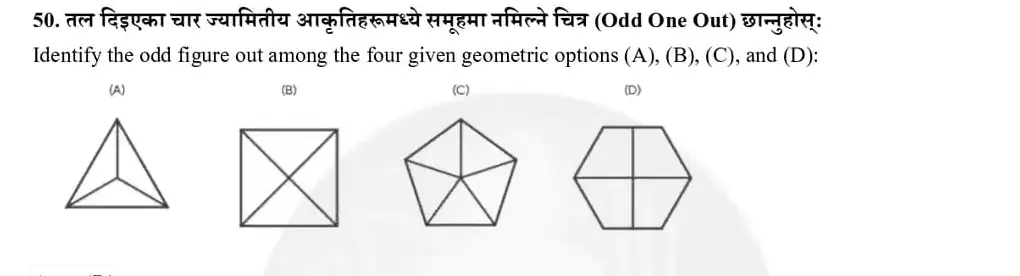 50. तल दिइएका चार ज्यामितीय आकृतिहरूमध्ये समूहमा नमिल्ने चित्र (Odd One Out) छान्नुहोस्:
Identify the odd figure out among the four given geometric options (A), (B), (C), and (D):
(A) (B) (C) (D)